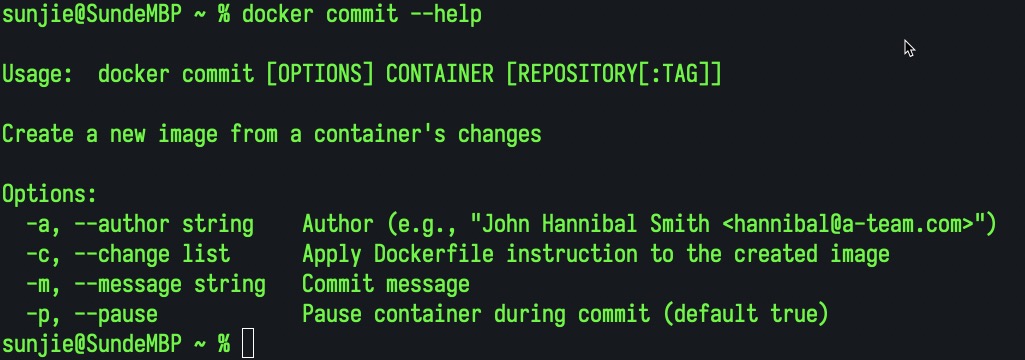 sunjie@SundeMBP ~ % docker commit --help
Usage:  docker commit [OPTIONS] CONTAINER [REPOSITORY[:TAG]]
Create a new image from a container's changes
Options:
  -a, --author string    Author (e.g., "John Hannibal Smith <hannibal@a-team.com>")
  -c, --change list      Apply Dockerfile instruction to the created image
  -m, --message string   Commit message
  -p, --pause            Pause container during commit (default true)
sunjie@SundeMBP ~ %